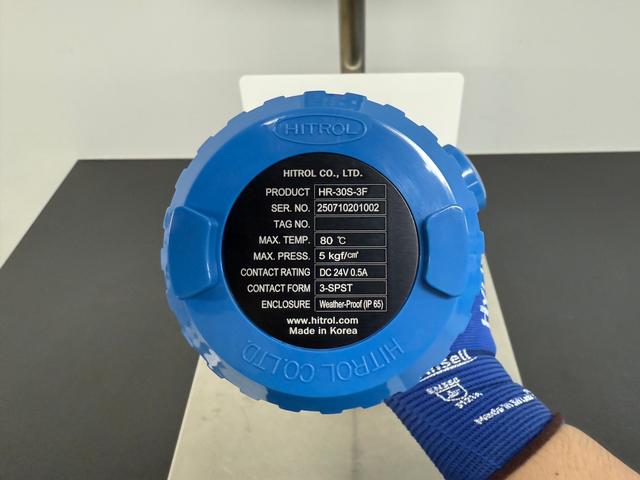 HITROL
HITROL CO., LTD.
PRODUCT HR-30S-3F
SER. NO. 250710201002
TAG NO.
MAX. TEMP. 80 ℃
MAX. PRESS. 5 kgf/㎠
CONTACT RATING DC 24V 0.5A
CONTACT FORM 3-SPST
ENCLOSURE Weather-Proof (IP 65)
www.hitrol.com
Made in Korea
HITROL CO.LTD.